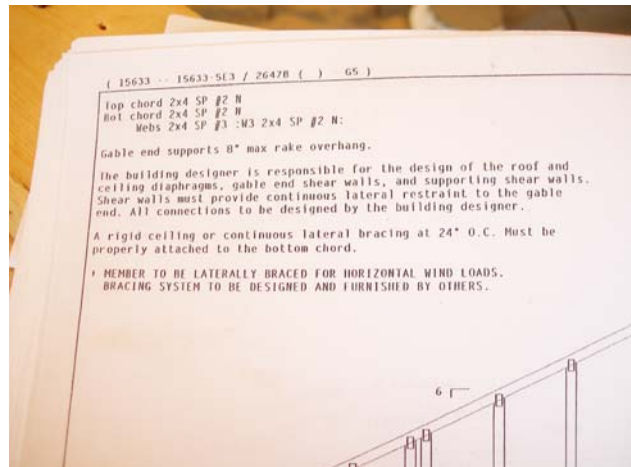 ( 15633 -- 15633-5E3 / 26478 ( ) - G5 )
Top chord 2x4 SP #2 N
Bot chord 2x4 SP #2 N
Webs 2x4 SP #3 :W3 2x4 SP #2 N:
Gable end supports 8" max rake overhang.
The building designer is responsible for the design of the roof and
ceiling diaphragms, gable end shear walls, and supporting shear walls.
Shear walls must provide continuous lateral restraint to the gable
end. All connections to be designed by the building designer.
A rigid ceiling or continuous lateral bracing at 24" O.C. Must be
properly attached to the bottom chord.
* MEMBER TO BE LATERALLY BRACED FOR HORIZONTAL WIND LOADS.
BRACING SYSTEM TO BE DESIGNED AND FURNISHED BY OTHERS.
6